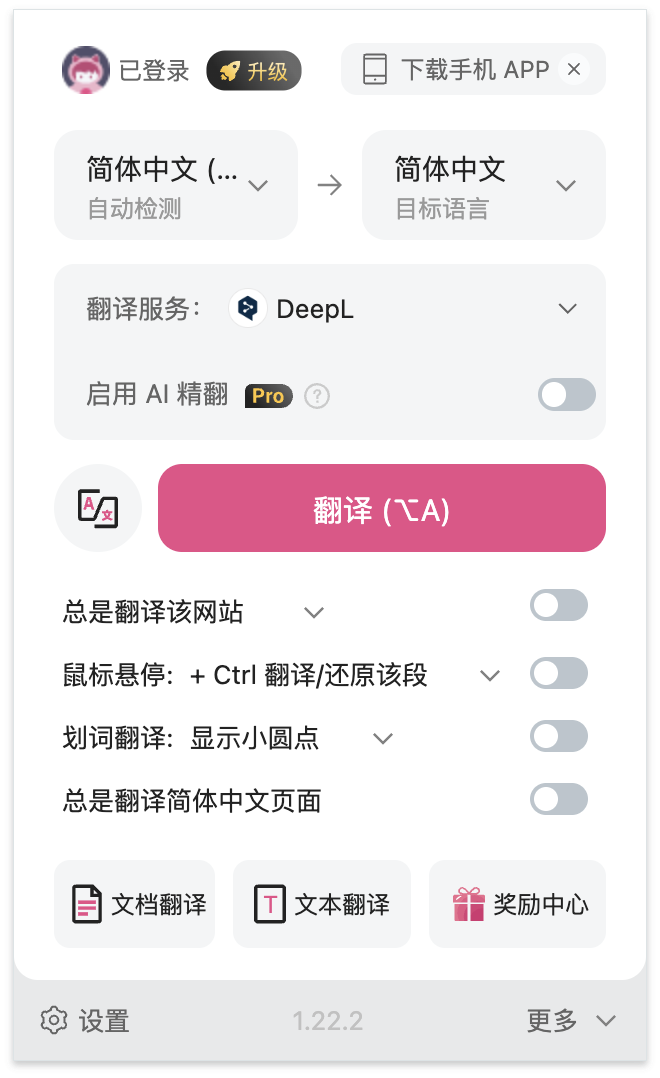 已登录 升级 下载手机 APP ×
简体中文 (... → 简体中文
自动检测 目标语言
翻译服务: DeepL
启用 AI 精翻 Pro ?
A 文 翻译 (⌥A)
总是翻译该网站
鼠标悬停: + Ctrl 翻译/还原该段
划词翻译: 显示小圆点
总是翻译简体中文页面
文档翻译 T 文本翻译 奖励中心
设置 1.22.2 更多